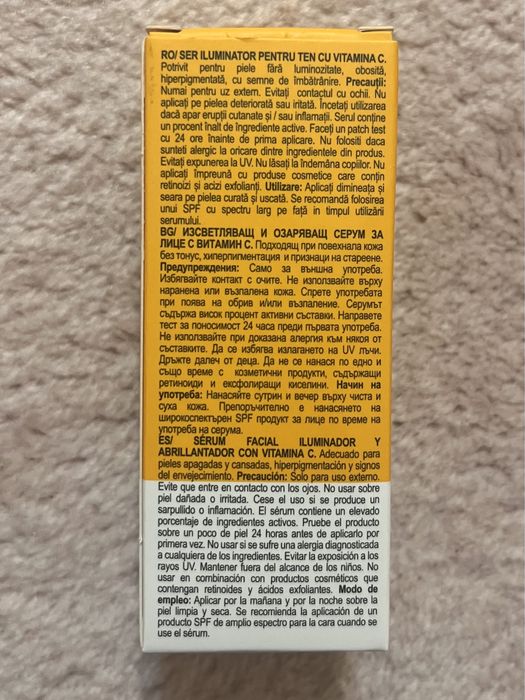 RO/ SER ILUMINATOR PENTRU TEN CU VITAMINA C.
Potrivit pentru piele fără luminozitate, obosită,
hiperpigmentată, cu semne de îmbătrânire. Precauții:
Numai pentru uz extern. Evitați contactul cu ochii. Nu
aplicați pe pielea deteriorată sau iritată. Încetați utilizarea
dacă apar erupții cutanate și / sau inflamații. Serul conține
un procent înalt de ingrediente active. Faceți un patch test
cu 24 ore înainte de prima aplicare. Nu folosiți daca
sunteti alergic la oricare dintre ingredientele din produs.
Evitați expunerea la UV. Nu lăsați la îndemâna copiilor. Nu
aplicați împreună cu produse cosmetice care conțin
retinoizi și acizi exfolianți. Utilizare: Aplicați dimineața și
seara pe pielea curată și uscată. Se recomandă folosirea
unui SPF cu spectru larg pe față in timpul utilizării
serumului.
BG/ ИЗСВЕТЛЯВАЩ И ОЗАРЯВАЩ СЕРУМ ЗА
ЛИЦЕ С ВИТАМИН С. Подходящ при повехнала кожа
без тонус, хиперпигментация и признаци на стареене.
Предупреждения: Само за външна употреба.
Избягвайте контакт с очите. Не използвайте върху
наранена или възпалена кожа. Спрете употребата
при поява на обрив и/или възпаление. Серумът
съдържа висок процент активни съставки. Направете
тест за поносимост 24 часа преди първата употреба.
Не използвайте при доказана алергия към някоя от
съставките. Да се избягва излагането на UV лъчи.
Дръжте далеч от деца. Да не се нанася по едно и
също време с козметични продукти, съдържащи
ретиноиди и ексфолиращи киселини. Начин на
употреба: Нанасяйте сутрин и вечер върху чиста и
суха кожа. Препоръчително е нанасянето на
широкоспектърен SPF продукт за лице по време на
употреба на серума.
ES/ SÉRUM FACIAL ILUMINADOR Y
ABRILLANTADOR CON VITAMINA C. Adecuado para
pieles apagadas y cansadas, hiperpigmentación y signos
del envejecimiento. Precaución: Solo para uso externo.
Evite que entre en contacto con los ojos. No usar sobre
piel dañada o irritada. Cese el uso si se produce un
sarpullido o inflamación. El sérum contiene un elevado
porcentaje de ingredientes activos. Pruebe el producto
sobre un poco de piel 24 horas antes de aplicarlo por
primera vez. No usar si se sufre una alergia diagnosticada
a cualquiera de los ingredientes. Evitar la exposición a los
rayos UV. Mantener fuera del alcance de los niños. No
usar en combinación con productos cosméticos que
contengan retinoides y ácidos exfoliantes. Modo de
empleo: Aplicar por la mañana y por la noche sobre la
piel limpia y seca. Se recomienda la aplicación de un
producto SPF de amplio espectro para la cara cuando se
use el sérum.